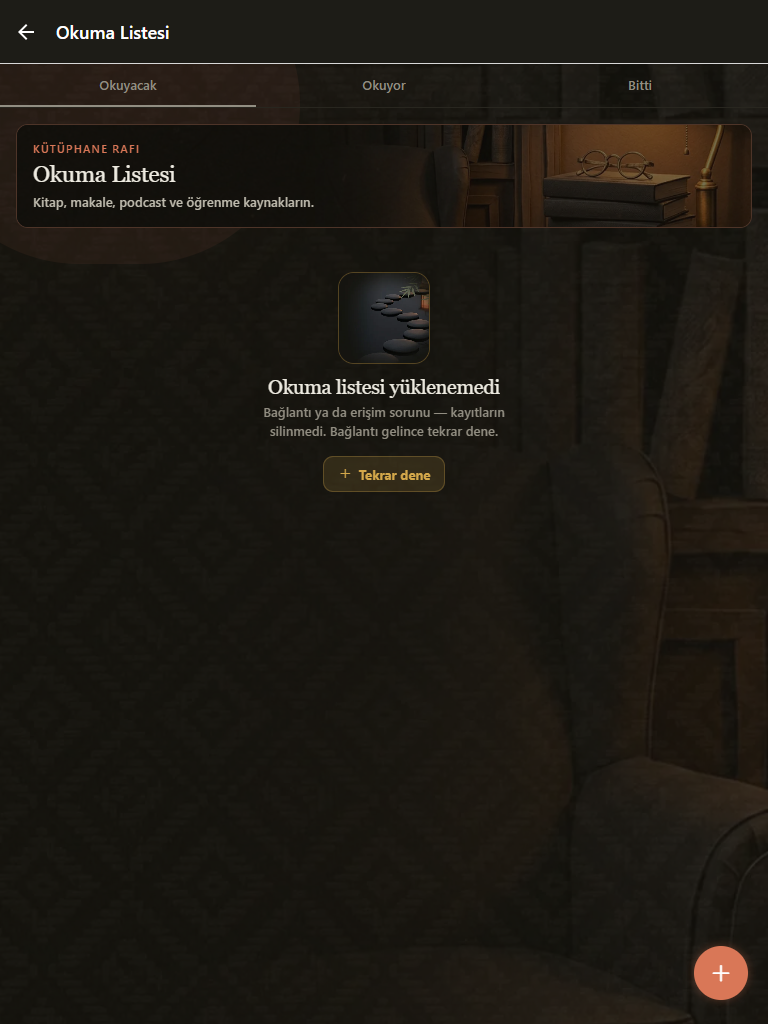 Okuma Listesi
Okuyacak
Okuyor
Bitti
KÜTÜPHANE RAFI
Okuma Listesi
Kitap, makale, podcast ve öğrenme kaynakların.
Okuma listesi yüklenemedi
Bağlantı ya da erişim sorunu — kayıtların
silinmedi. Bağlantı gelince tekrar dene.
+ Tekrar dene